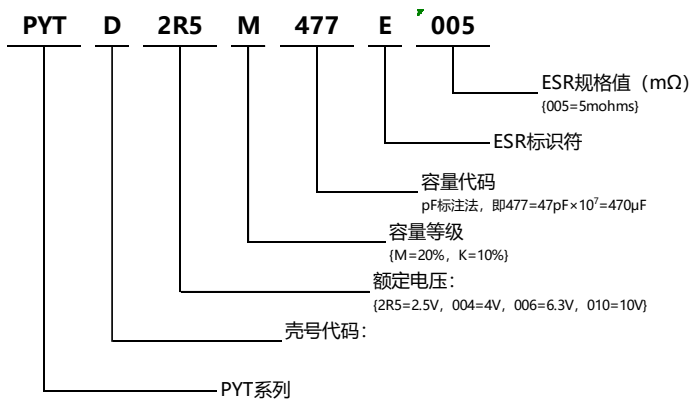 PYT D 2R5 M 477 E 005
ESR规格值（mΩ）
{005=5mohms}
ESR标识符
容量代码
pF标注法，即477=47pF×10⁷=470μF
容量等级
{M=20%，K=10%}
额定电压：
{2R5=2.5V，004=4V，006=6.3V，010=10V}
壳号代码：
PYT系列